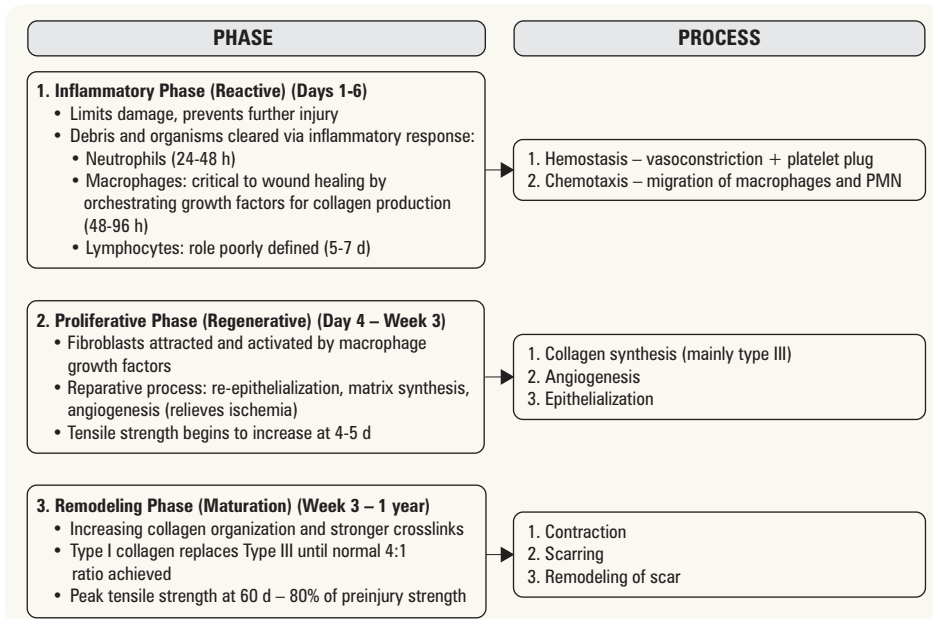 PHASE
PROCESS
1. Inflammatory Phase (Reactive) (Days 1-6)
• Limits damage, prevents further injury
• Debris and organisms cleared via inflammatory response:
• Neutrophils (24-48 h)
• Macrophages: critical to wound healing by
orchestrating growth factors for collagen production
(48-96 h)
• Lymphocytes: role poorly defined (5-7 d)
1. Hemostasis – vasoconstriction + platelet plug
2. Chemotaxis – migration of macrophages and PMN
2. Proliferative Phase (Regenerative) (Day 4 – Week 3)
• Fibroblasts attracted and activated by macrophage
growth factors
• Reparative process: re-epithelialization, matrix synthesis,
angiogenesis (relieves ischemia)
• Tensile strength begins to increase at 4-5 d
1. Collagen synthesis (mainly type III)
2. Angiogenesis
3. Epithelialization
3. Remodeling Phase (Maturation) (Week 3 – 1 year)
• Increasing collagen organization and stronger crosslinks
• Type I collagen replaces Type III until normal 4:1
ratio achieved
• Peak tensile strength at 60 d – 80% of preinjury strength
1. Contraction
2. Scarring
3. Remodeling of scar